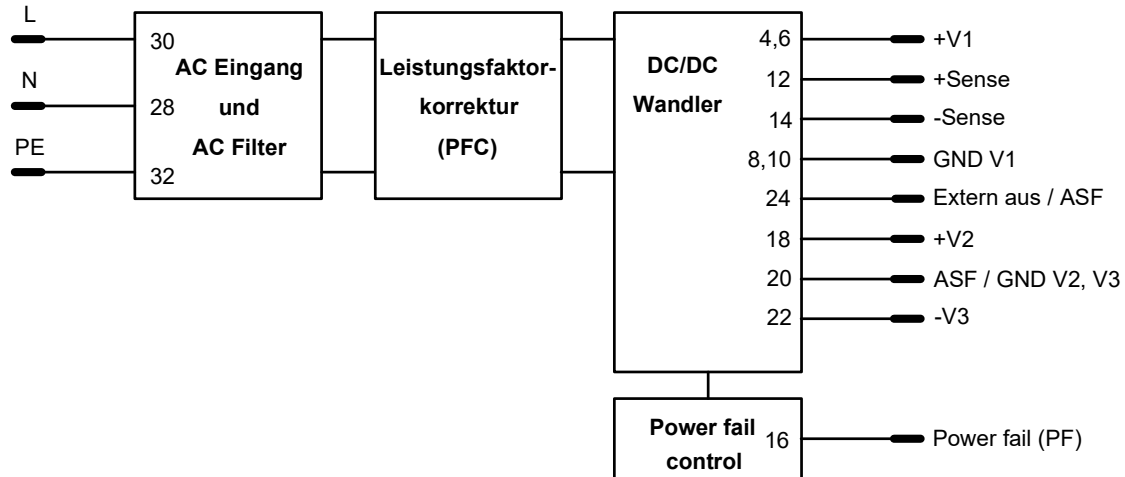 L
30
N
28
PE
32
AC Eingang
und
AC Filter
Leistungsfaktor-
korrektur
(PFC)
DC/DC
Wandler
4,6 +V1
12 +Sense
14 -Sense
8,10 GND V1
24 Extern aus / ASF
18 +V2
20 ASF / GND V2, V3
22 -V3
Power fail
control
16 Power fail (PF)